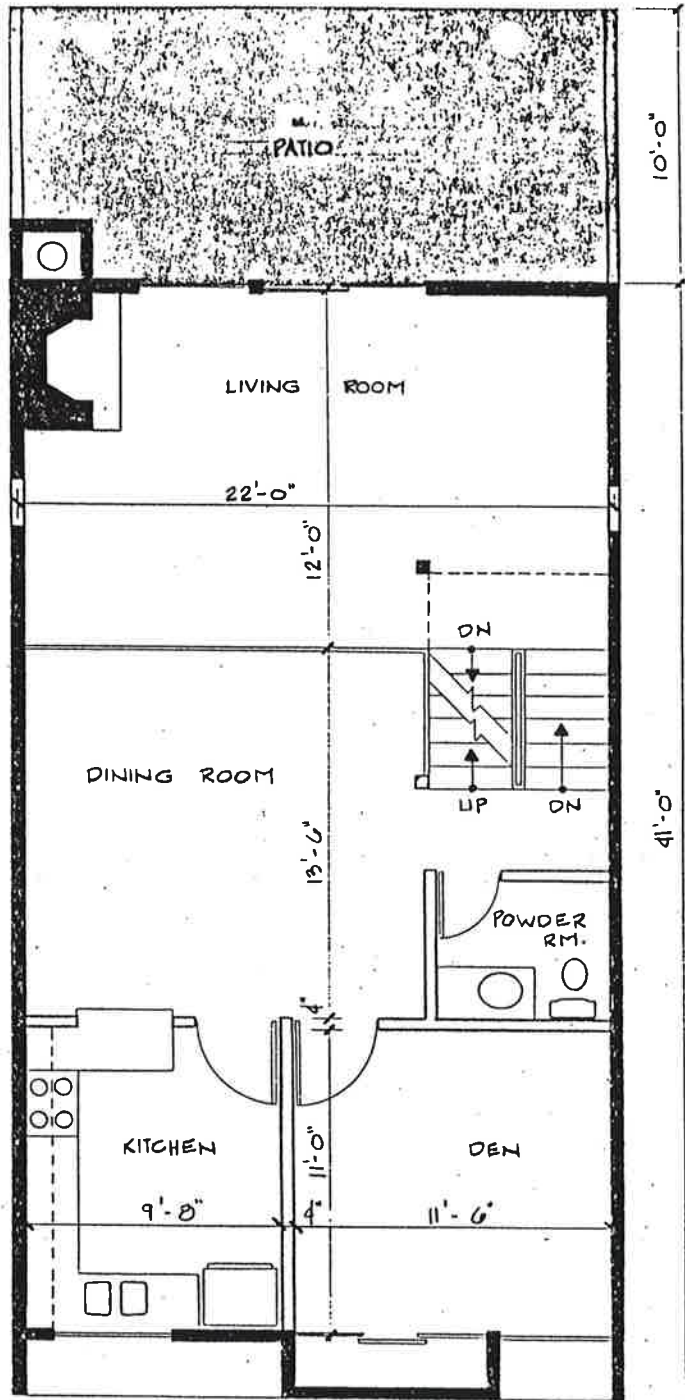 PATIO
10'-0"
LIVING ROOM
22'-0"
12'-0"
DN
DINING ROOM
UP
DN
13'-6"
41'-0"
POWDER
RM.
4"
KITCHEN
DEN
11'-0"
9'-8"
4"
11'-6"